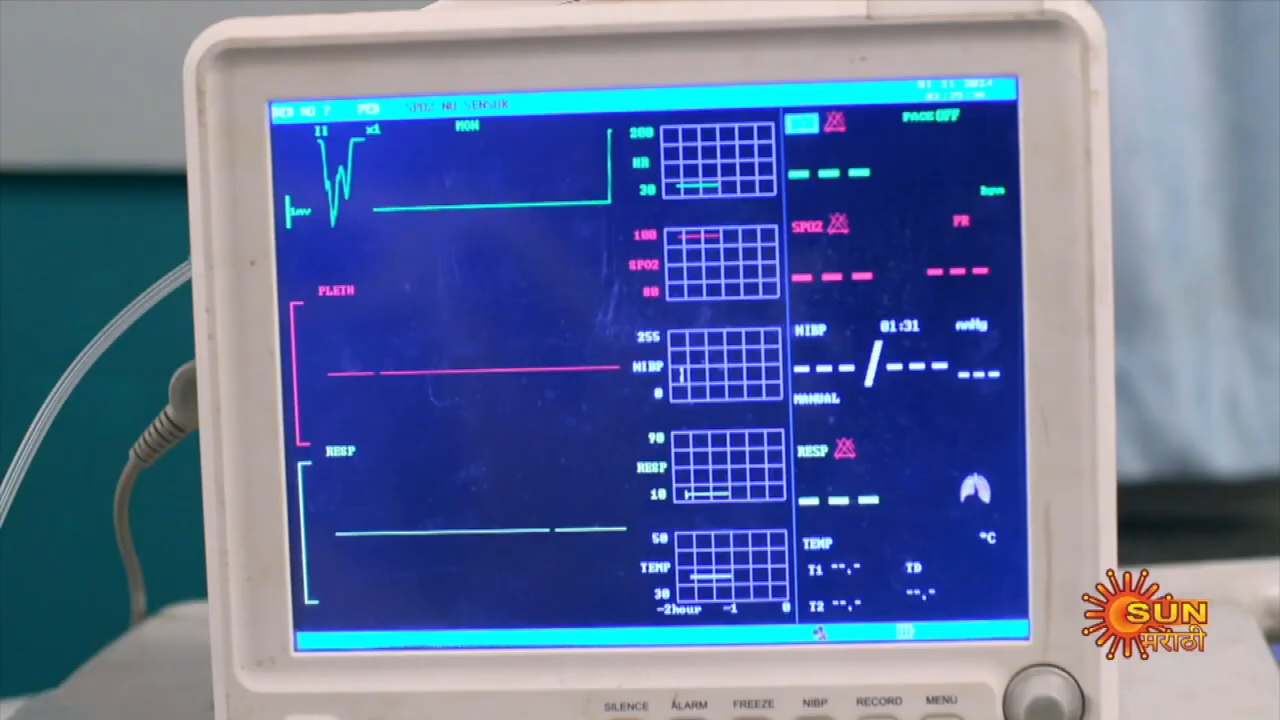 BED NO 7 PED SPO2 NO SENSOR
II x1 MON
1mv
PLETH
RESP
200
HR
30
100
SPO2
80
255
NIBP
0
90
RESP
10
50
TEMP
30
-2hour -1 0
PACE OFF
--- bpm
SPO2 PR
--- ---
NIBP 01:31 mmHg
---/--- ---
MANUAL
RESP
---
TEMP °C
T1 --.- TD
--.-
T2 --.-
SILENCE ALARM FREEZE NIBP RECORD MENU
SUN
मराठी